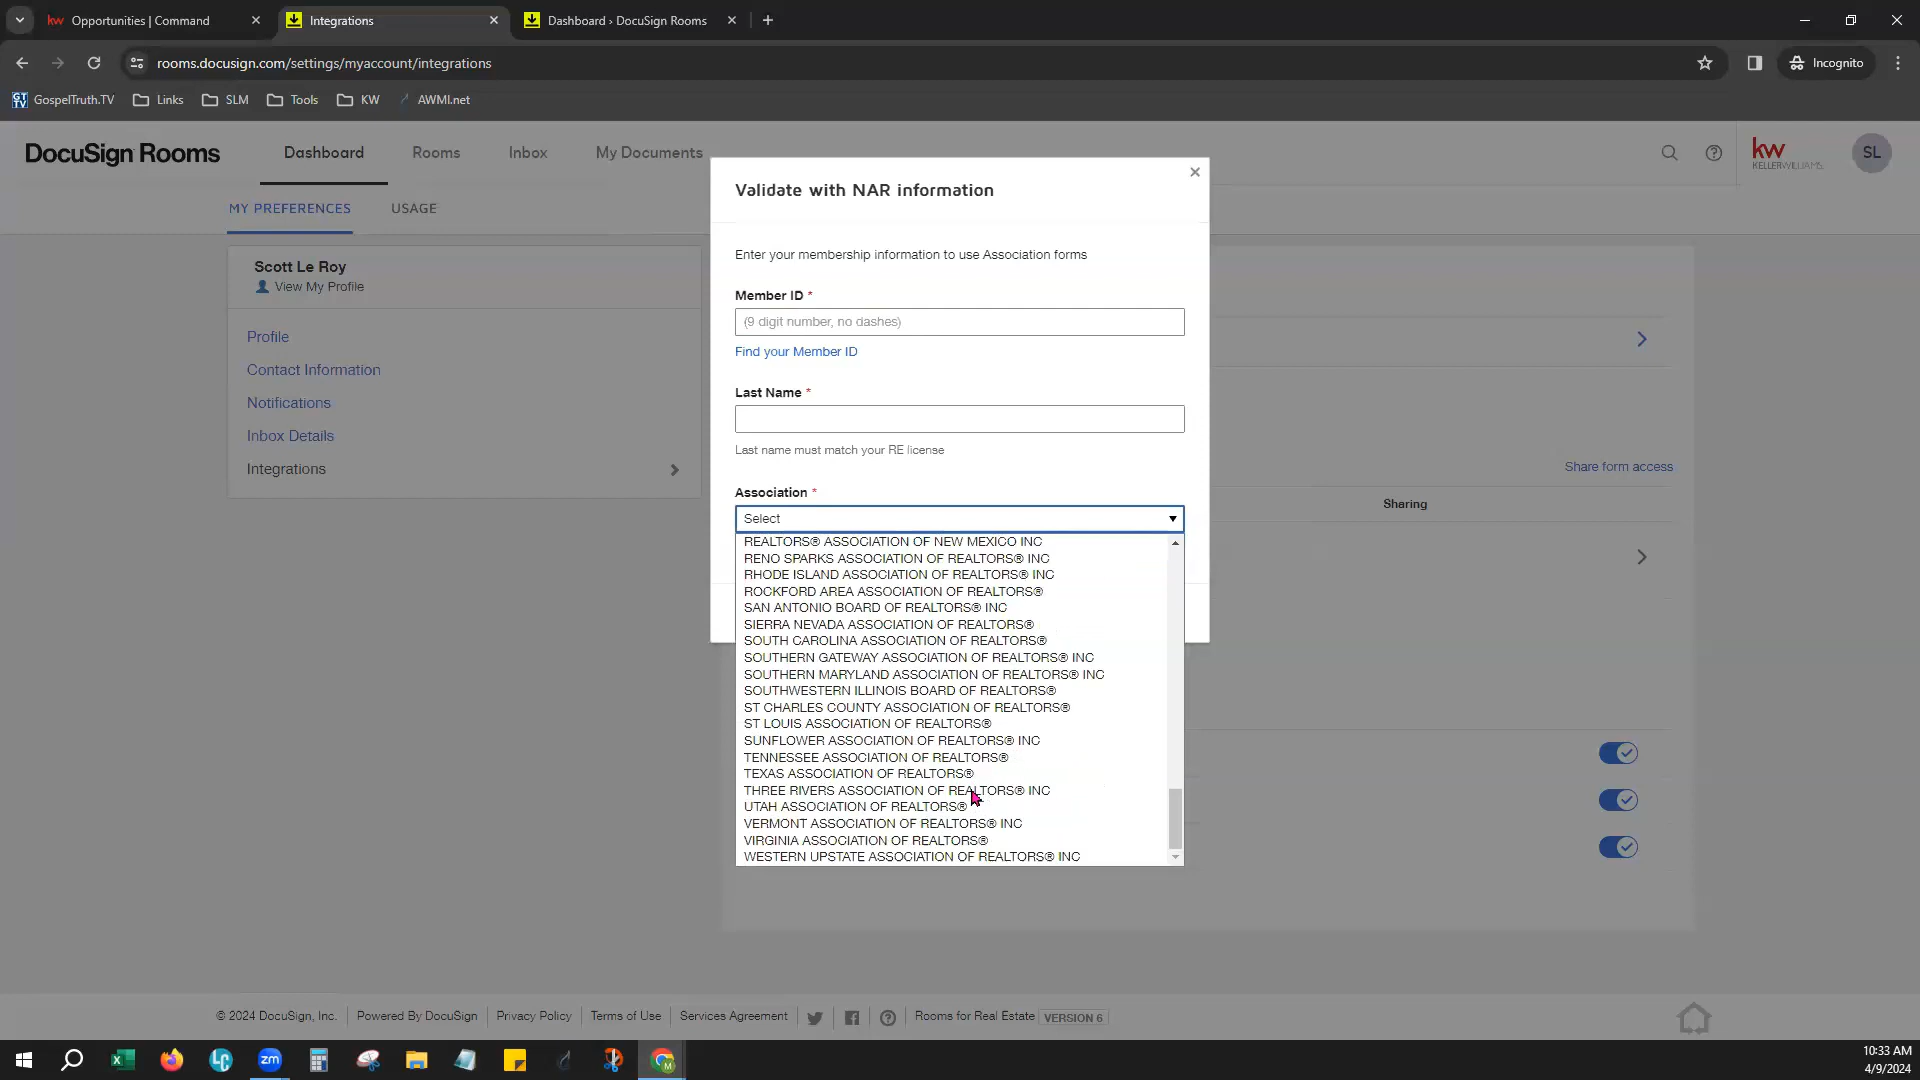 Opportunities | Command
Integrations
Dashboard › DocuSign Rooms
rooms.docusign.com/settings/myaccount/integrations
Incognito
GT TV
GospelTruth.TV
Links
SLM
Tools
KW
AWMI.net
DocuSign Rooms
Dashboard
Rooms
Inbox
My Documents
kw
KELLERWILLIAMS
SL
MY PREFERENCES
USAGE
Scott Le Roy
View My Profile
Profile
Contact Information
Notifications
Inbox Details
Integrations
Validate with NAR information
Enter your membership information to use Association forms
Member ID *
(9 digit number, no dashes)
Find your Member ID
Last Name *
Last name must match your RE license
Association *
Select
REALTORS® ASSOCIATION OF NEW MEXICO INC
RENO SPARKS ASSOCIATION OF REALTORS® INC
RHODE ISLAND ASSOCIATION OF REALTORS® INC
ROCKFORD AREA ASSOCIATION OF REALTORS®
SAN ANTONIO BOARD OF REALTORS® INC
SIERRA NEVADA ASSOCIATION OF REALTORS®
SOUTH CAROLINA ASSOCIATION OF REALTORS®
SOUTHERN GATEWAY ASSOCIATION OF REALTORS® INC
SOUTHERN MARYLAND ASSOCIATION OF REALTORS® INC
SOUTHWESTERN ILLINOIS BOARD OF REALTORS®
ST CHARLES COUNTY ASSOCIATION OF REALTORS®
ST LOUIS ASSOCIATION OF REALTORS®
SUNFLOWER ASSOCIATION OF REALTORS® INC
TENNESSEE ASSOCIATION OF REALTORS®
TEXAS ASSOCIATION OF REALTORS®
THREE RIVERS ASSOCIATION OF REALTORS® INC
UTAH ASSOCIATION OF REALTORS®
VERMONT ASSOCIATION OF REALTORS® INC
VIRGINIA ASSOCIATION OF REALTORS®
WESTERN UPSTATE ASSOCIATION OF REALTORS® INC
Share form access
Sharing
© 2024 DocuSign, Inc.
Powered By DocuSign
Privacy Policy
Terms of Use
Services Agreement
Rooms for Real Estate
VERSION 6
zm
10:33 AM
4/9/2024